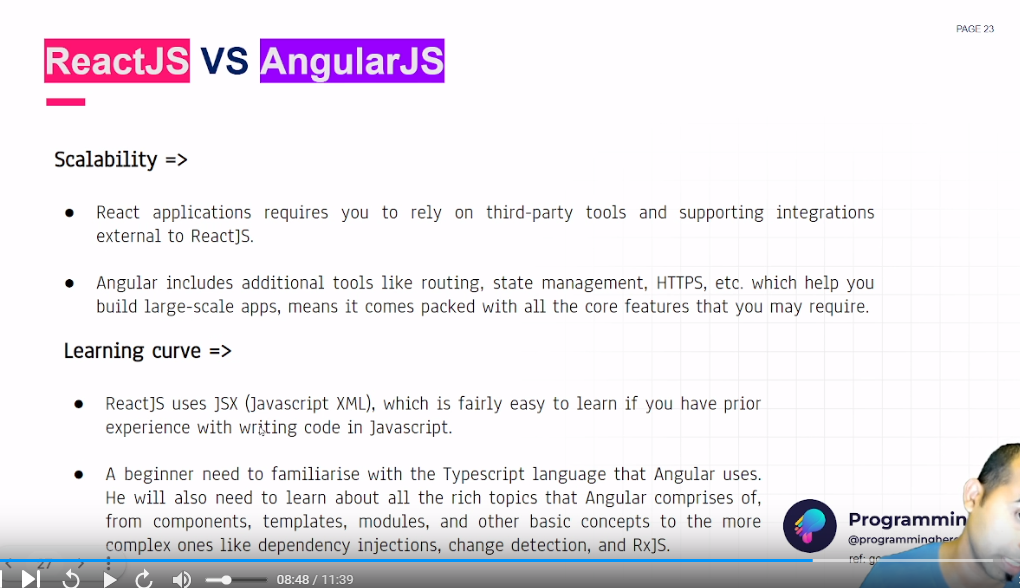 PAGE 23
ReactJS VS AngularJS
Scalability =>
● React applications requires you to rely on third-party tools and supporting integrations
external to ReactJS.
● Angular includes additional tools like routing, state management, HTTPS, etc. which help you
build large-scale apps, means it comes packed with all the core features that you may require.
Learning curve =>
● ReactJS uses JSX (Javascript XML), which is fairly easy to learn if you have prior
experience with writing code in Javascript.
● A beginner need to familiarise with the Typescript language that Angular uses.
He will also need to learn about all the rich topics that Angular comprises of,
from components, templates, modules, and other basic concepts to the more
complex ones like dependency injections, change detection, and RxJS.
Programmin
@programminghero
ref:
27
08:48 / 11:39